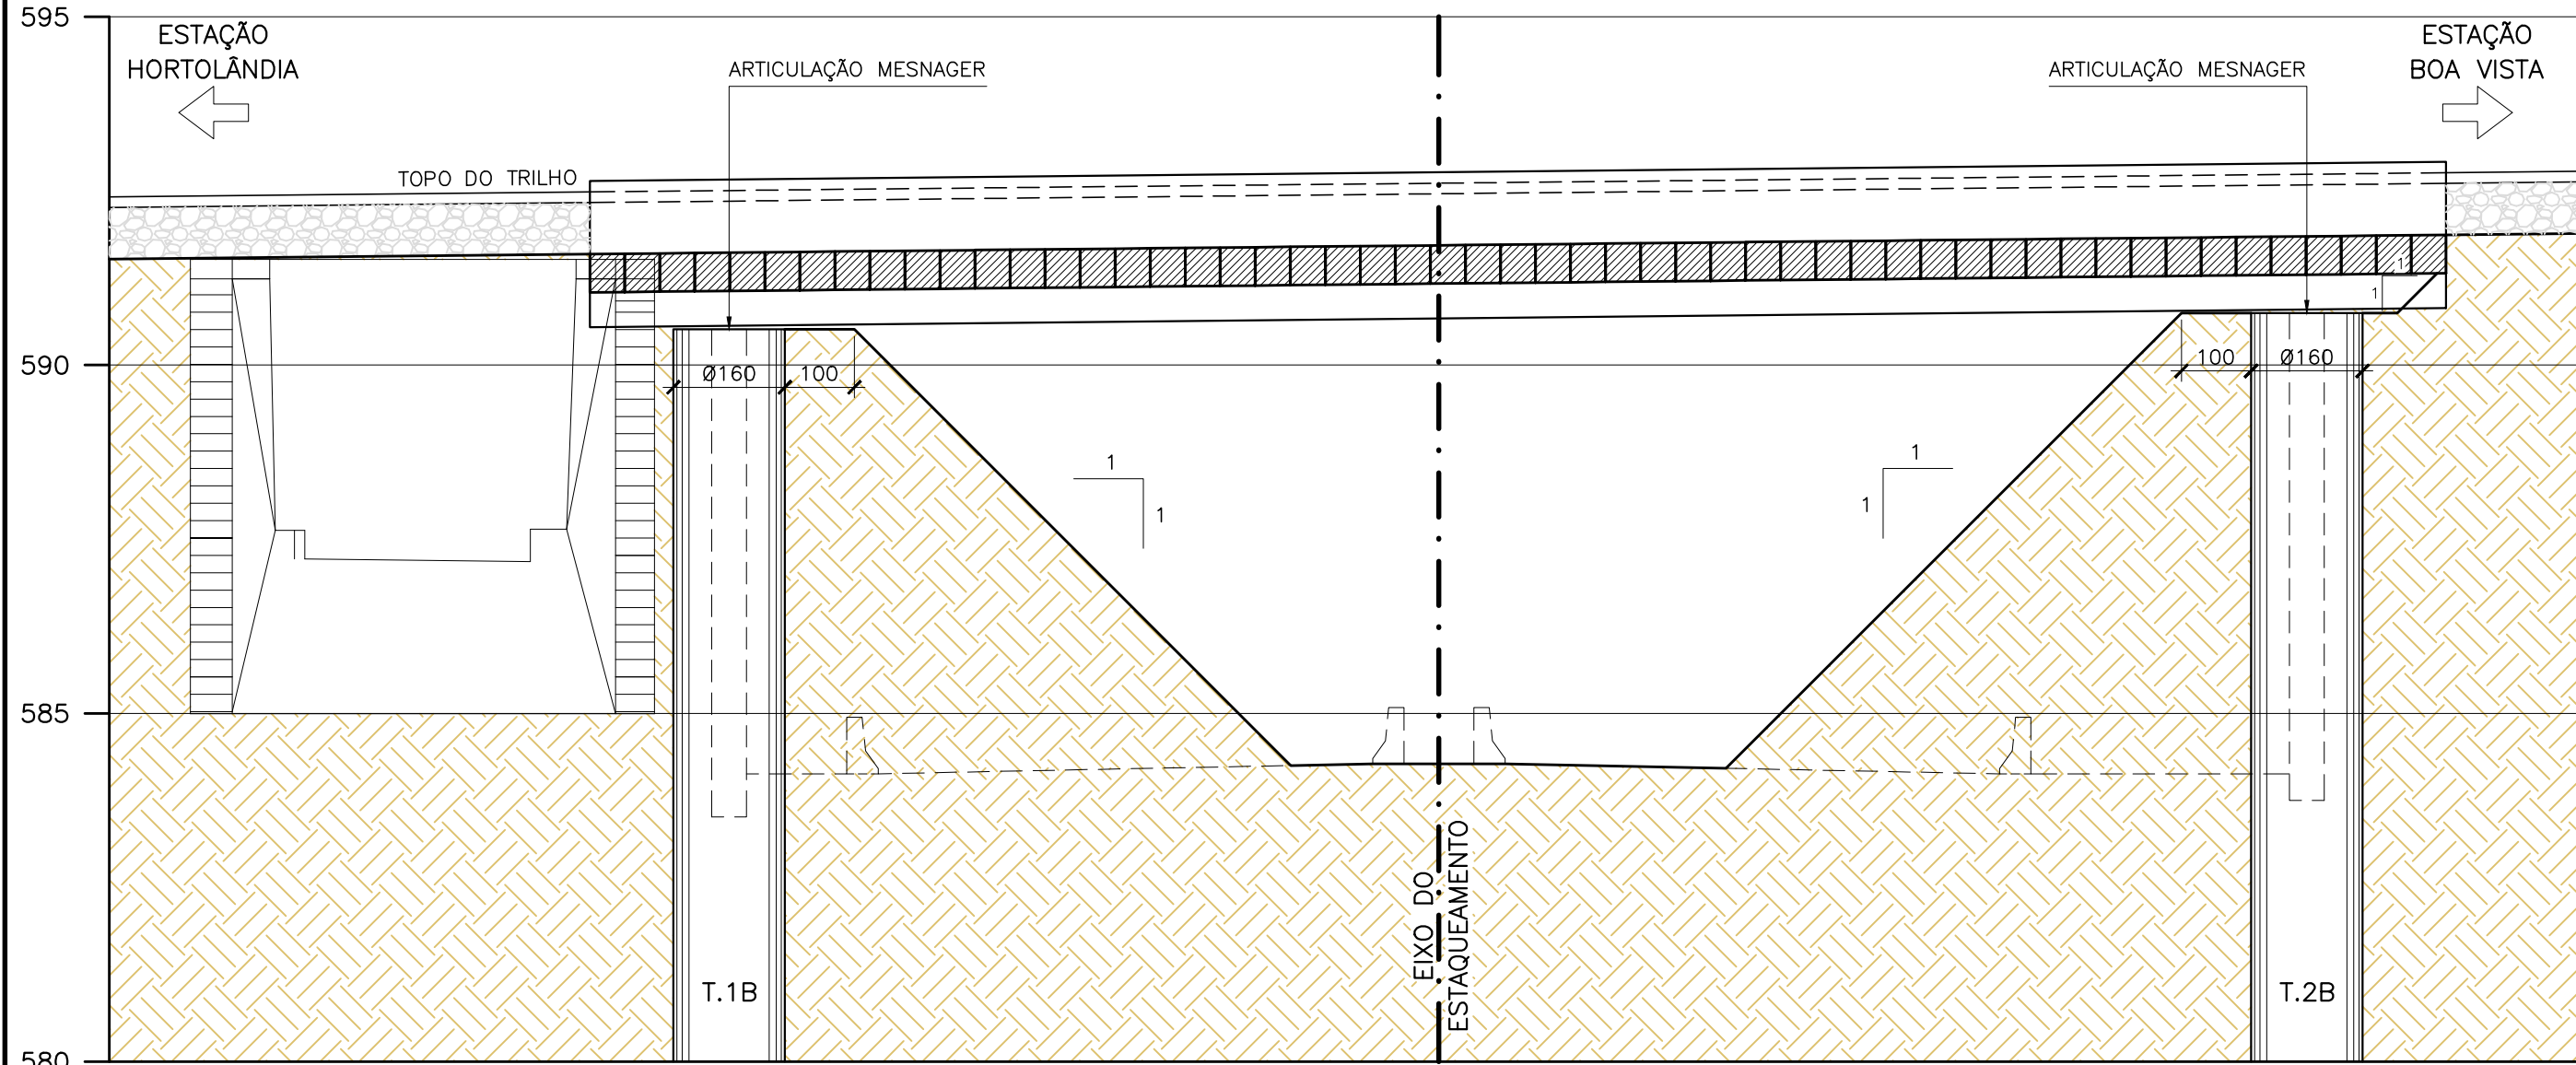 595
ESTAÇÃO
HORTOLÂNDIA
ARTICULAÇÃO MESNAGER
ARTICULAÇÃO MESNAGER
ESTAÇÃO
BOA VISTA
TOPO DO TRILHO
1
1
590
Ø160
100
100
Ø160
1
1
1
1
585
EIXO DO
ESTAQUEAMENTO
T.1B
T.2B
580